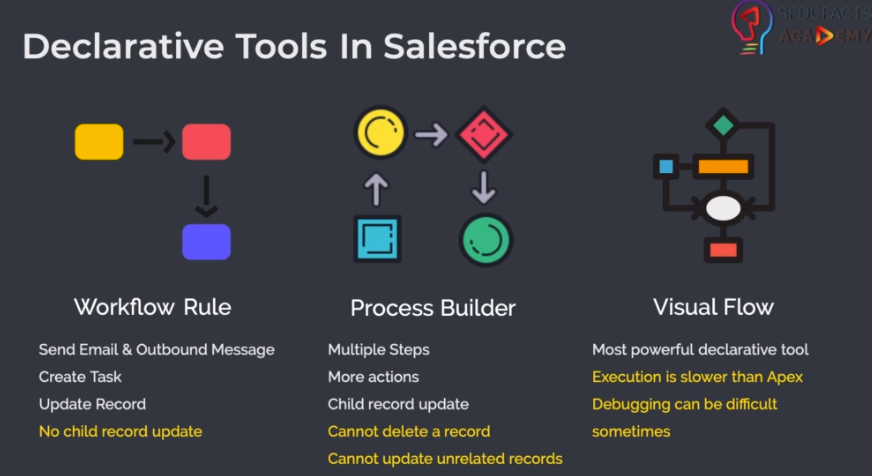 SFDCFACTS
ACADEMY
Declarative Tools In Salesforce
Workflow Rule
Send Email & Outbound Message
Create Task
Update Record
No child record update
Process Builder
Multiple Steps
More actions
Child record update
Cannot delete a record
Cannot update unrelated records
Visual Flow
Most powerful declarative tool
Execution is slower than Apex
Debugging can be difficult
sometimes